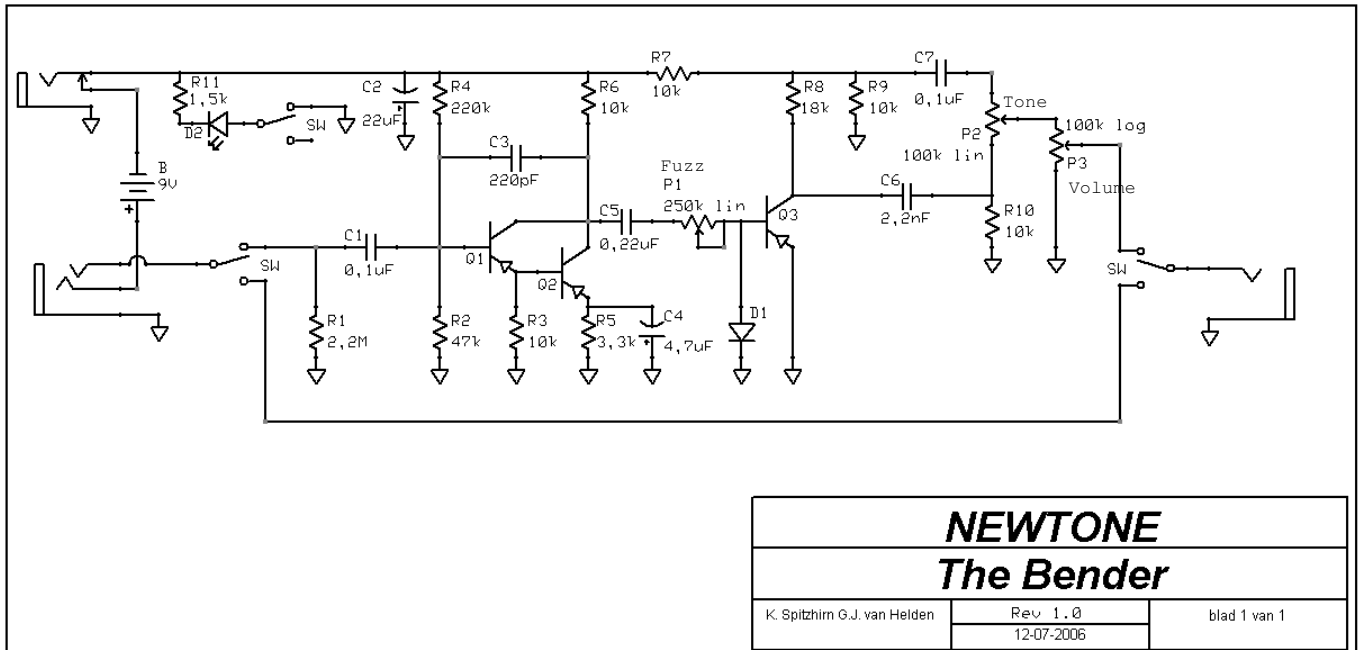 R11
1,5k
D2
SW
C2
22uF
R4
220k
C3
220pF
R6
10k
R7
10k
R8
18k
R9
10k
C7
0,1uF
Tone
P2
100k lin
100k log
P3
Volume
B
9V
+
SW
C1
0,1uF
Q1
Q2
C5
0,22uF
Fuzz
P1
250k lin
Q3
C6
2,2nF
R10
10k
SW
R1
2,2M
R2
47k
R3
10k
R5
3,3k
C4
4,7uF
D1
NEWTONE
The Bender
K. Spitzhirn G.J. van Helden
Rev 1.0
12-07-2006
blad 1 van 1